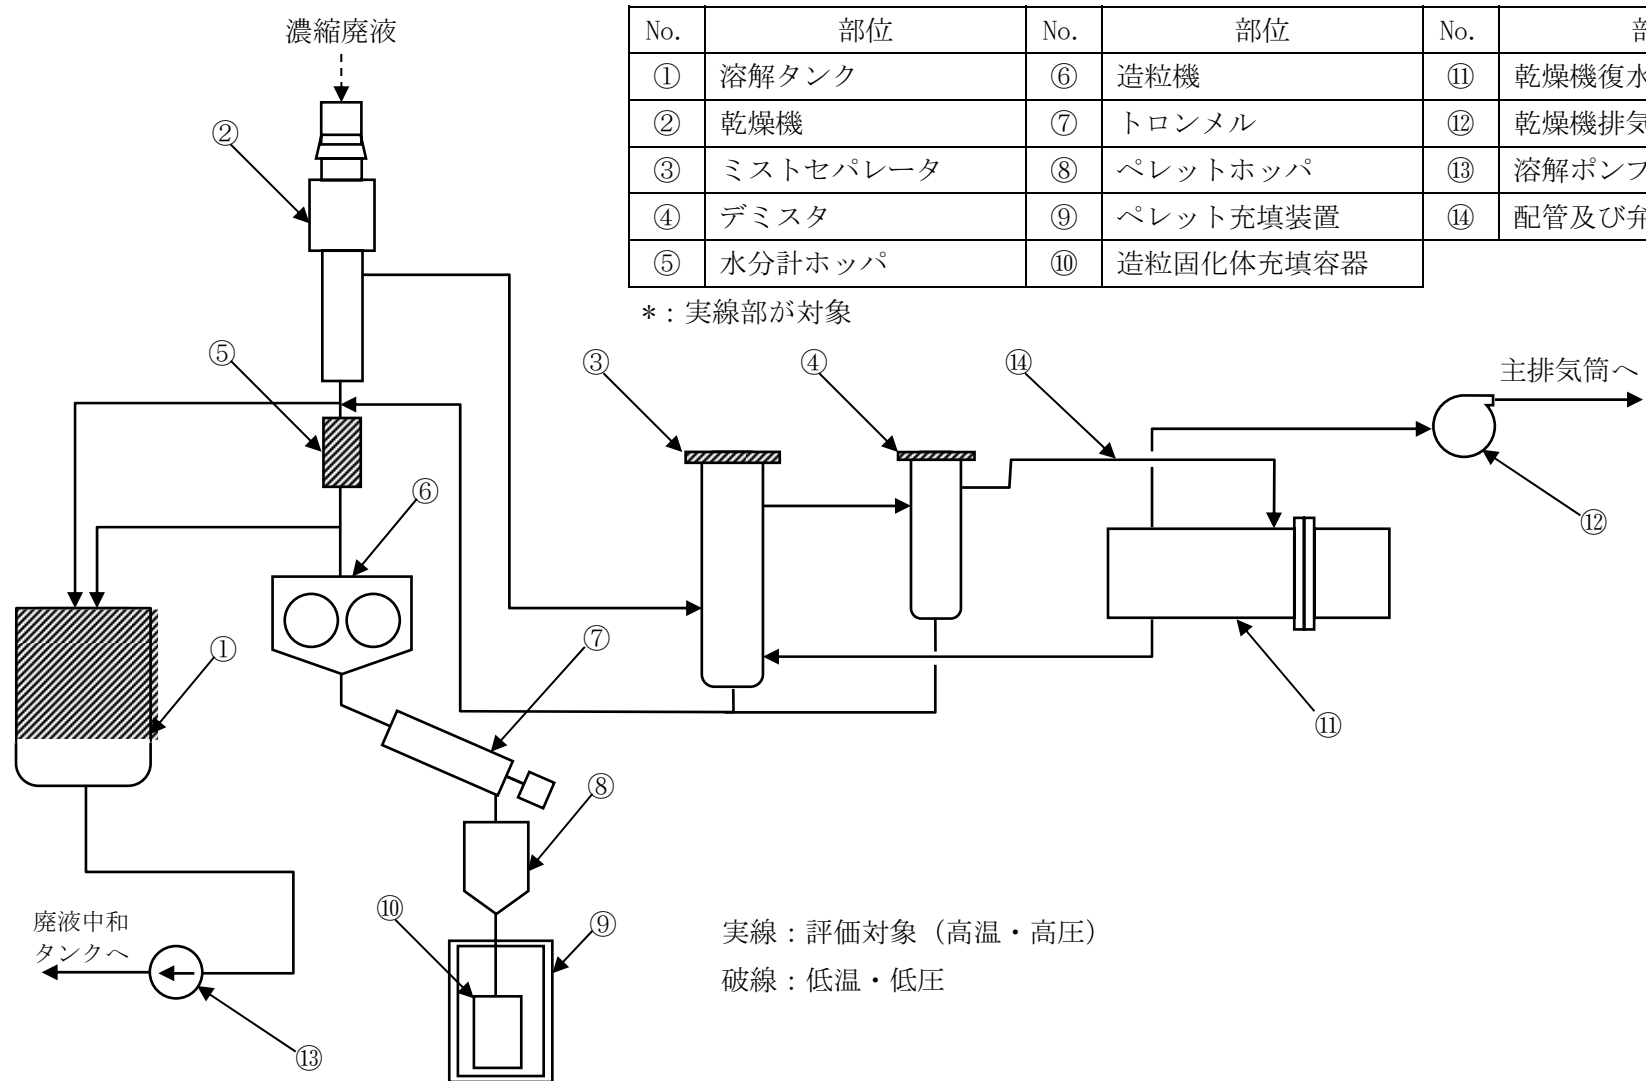 濃縮廃液
No. 部位 No. 部位 No. 部
① 溶解タンク ⑥ 造粒機 ⑪ 乾燥機復水
② 乾燥機 ⑦ トロンメル ⑫ 乾燥機排気
③ ミストセパレータ ⑧ ペレットホッパ ⑬ 溶解ポンプ
④ デミスタ ⑨ ペレット充填装置 ⑭ 配管及び弁
⑤ 水分計ホッパ ⑩ 造粒固化体充填容器
*:実線部が対象
②
⑤
③
④
⑭
主排気筒へ
⑥
⑫
①
⑦
⑪
⑧
⑩
⑨
廃液中和
タンクへ
実線:評価対象(高温・高圧)
破線:低温・低圧
⑬